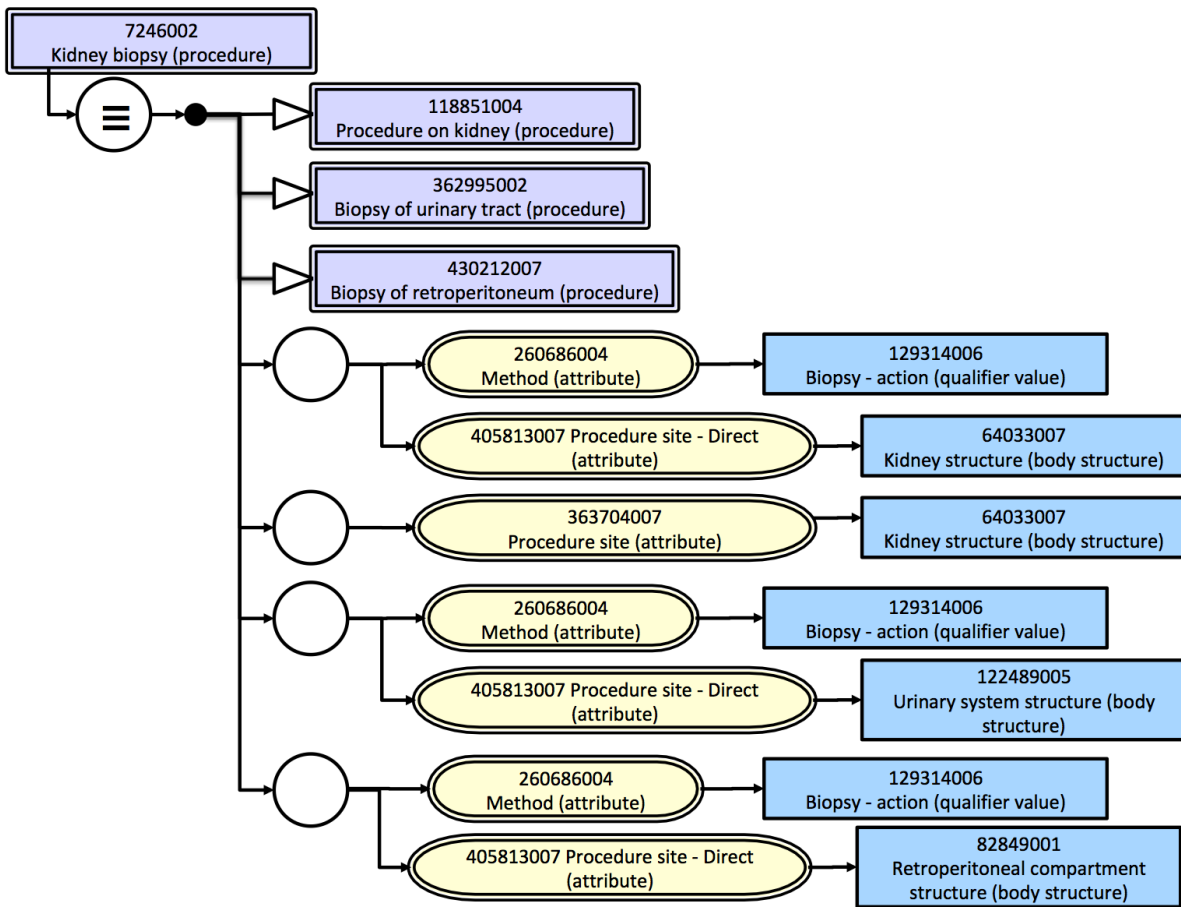 7246002
Kidney biopsy (procedure)
118851004
Procedure on kidney (procedure)
362995002
Biopsy of urinary tract (procedure)
430212007
Biopsy of retroperitoneum (procedure)
260686004
Method (attribute)
129314006
Biopsy - action (qualifier value)
405813007 Procedure site - Direct
(attribute)
64033007
Kidney structure (body structure)
363704007
Procedure site (attribute)
64033007
Kidney structure (body structure)
260686004
Method (attribute)
129314006
Biopsy - action (qualifier value)
405813007 Procedure site - Direct
(attribute)
122489005
Urinary system structure (body
structure)
260686004
Method (attribute)
129314006
Biopsy - action (qualifier value)
405813007 Procedure site - Direct
(attribute)
82849001
Retroperitoneal compartment
structure (body structure)